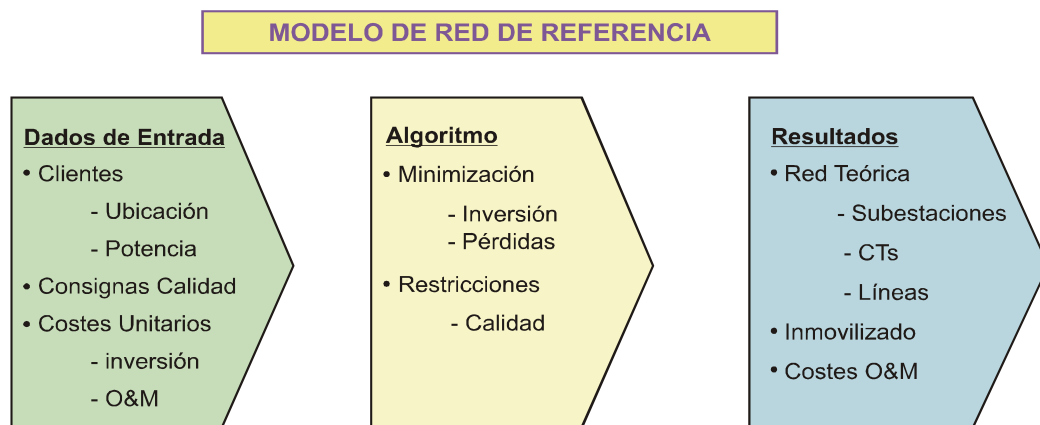 MODELO DE RED DE REFERENCIA
Dados de Entrada
• Clientes
- Ubicación
- Potencia
• Consignas Calidad
• Costes Unitarios
- inversión
- O&M
Algoritmo
• Minimización
- Inversión
- Pérdidas
• Restricciones
- Calidad
Resultados
• Red Teórica
- Subestaciones
- CTs
- Líneas
• Inmovilizado
• Costes O&M